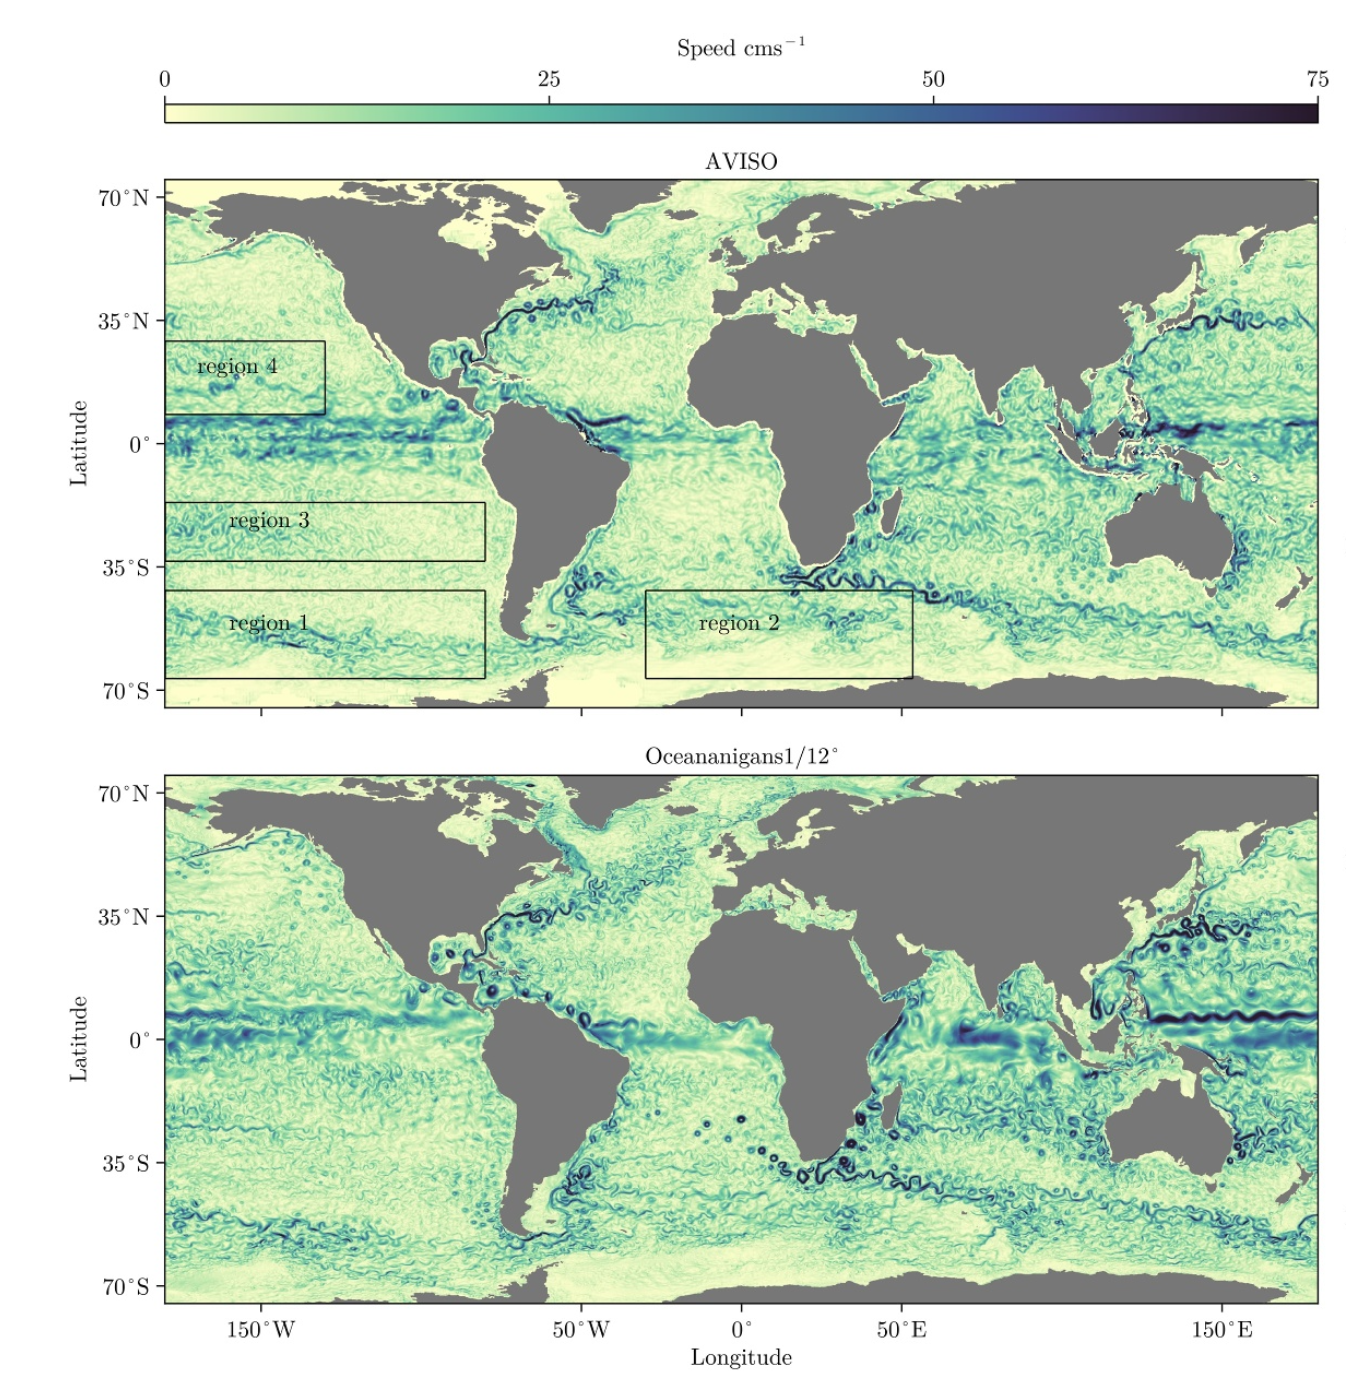 Speed cms⁻¹
0 25 50 75
AVISO
70°N
35°N
region 4
Latitude
0°
region 3
35°S
region 1
region 2
70°S
Oceananigans1/12°
70°N
35°N
Latitude
0°
35°S
70°S
150°W 50°W 0° 50°E 150°E
Longitude